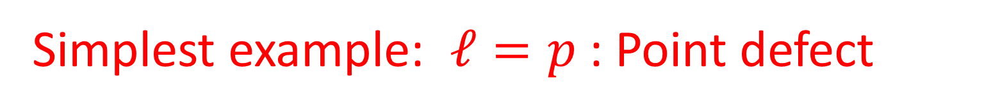 Simplest example: ℓ = p : Point defect